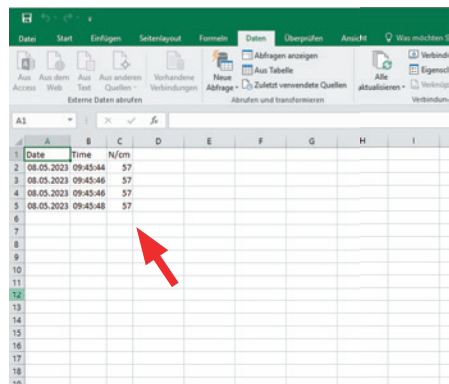 Datei Start Einfügen Seitenlayout Formeln Daten Überprüfen Ansicht Was möchten S
Aus Access
Aus dem Web
Aus Text
Aus anderen Quellen
Vorhandene Verbindungen
Externe Daten abrufen
Neue Abfrage
Abfragen anzeigen
Aus Tabelle
Zuletzt verwendete Quellen
Abrufen und transformieren
Alle aktualisieren
Verbind
Eigensc
Verknüp
Verbindun
A1 fx
A B C D E F G H I
1 Date Time N/cm
2 08.05.2023 09:45:44 57
3 08.05.2023 09:45:46 57
4 08.05.2023 09:45:46 57
5 08.05.2023 09:45:48 57
6
7
8
9
10
11
12
13
14
15
16
17
18
19